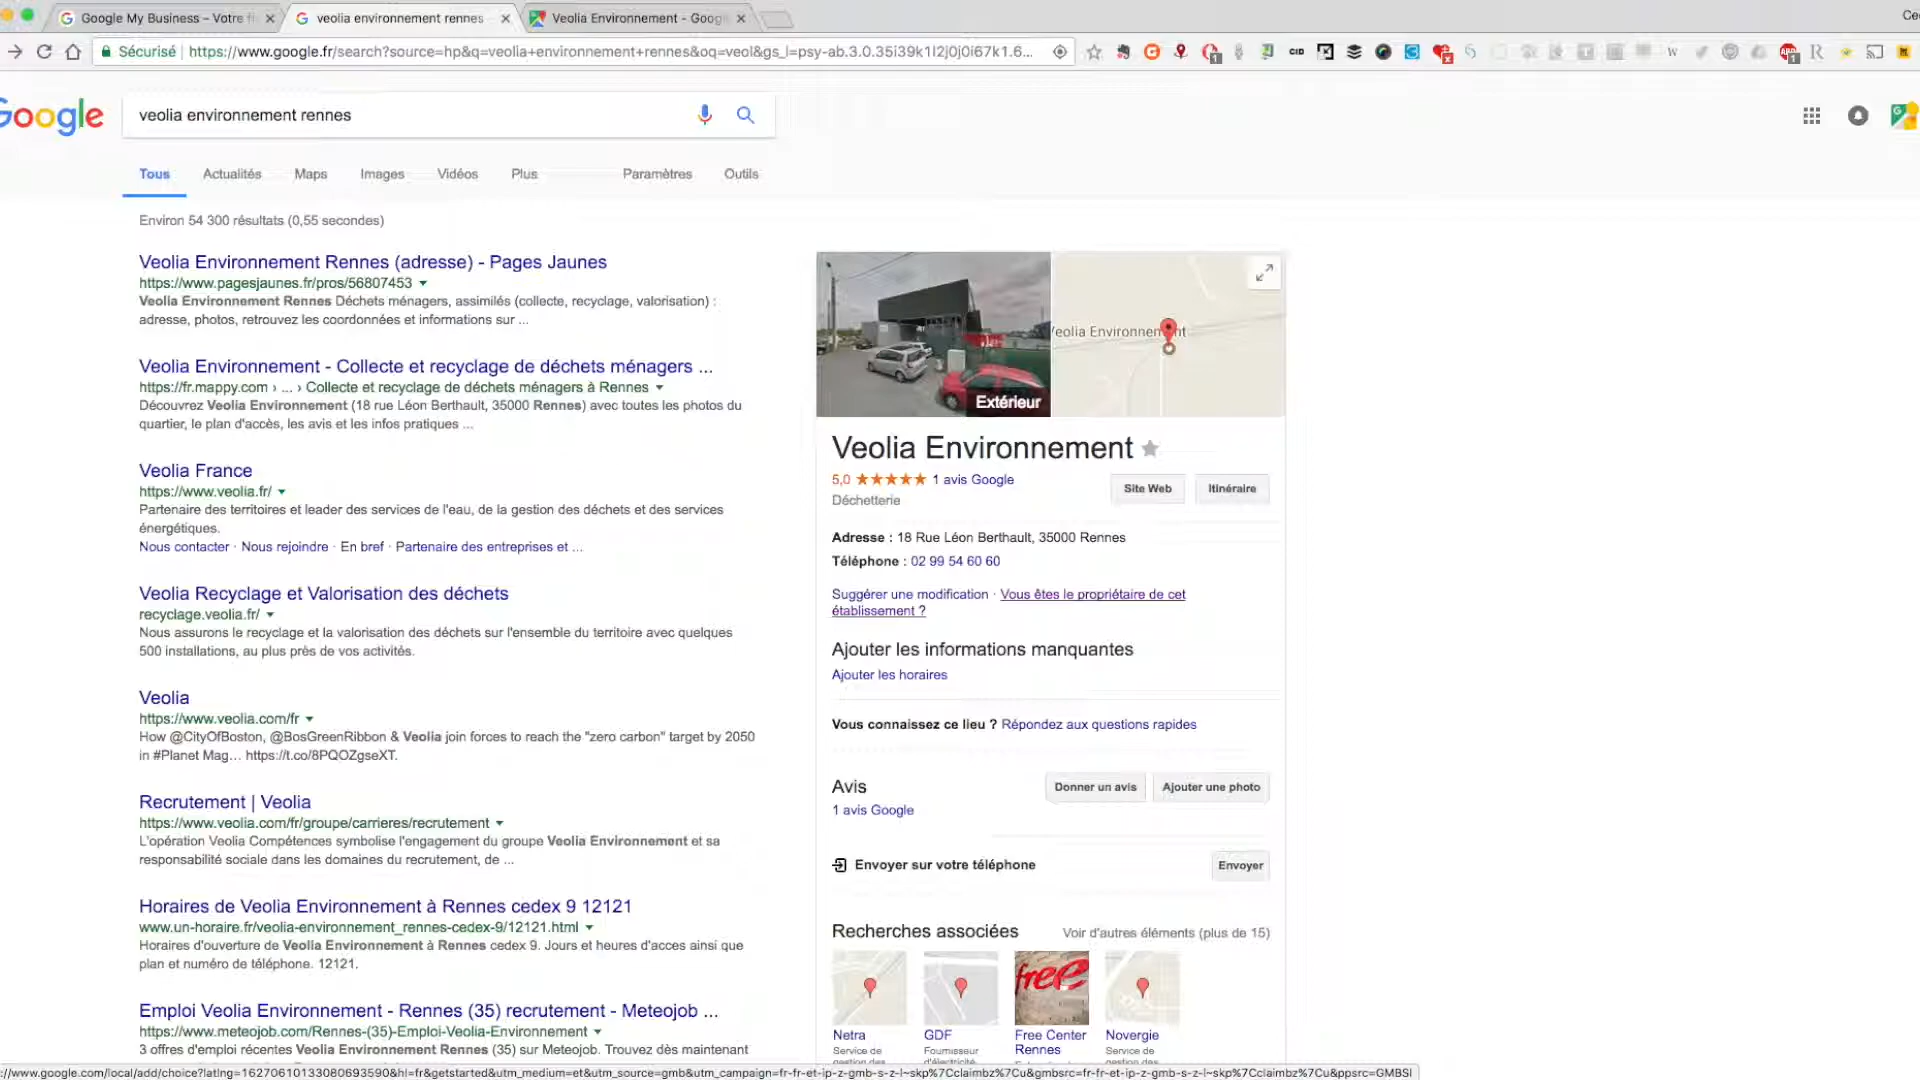 Google My Business – Votre fi
veolia environnement rennes
Veolia Environnement - Googl
Ce
Sécurisé
https://www.google.fr/search?source=hp&q=veolia+environnement+rennes&oq=veol&gs_l=psy-ab.3.0.35i39k1l2j0j0i67k1.6...
Google
veolia environnement rennes
Tous
Actualités
Maps
Images
Vidéos
Plus
Paramètres
Outils
Environ 54 300 résultats (0,55 secondes)
Veolia Environnement Rennes (adresse) - Pages Jaunes
https://www.pagesjaunes.fr/pros/56807453
Veolia Environnement Rennes Déchets ménagers, assimilés (collecte, recyclage, valorisation) :
adresse, photos, retrouvez les coordonnées et informations sur ...
Veolia Environnement - Collecte et recyclage de déchets ménagers ...
https://fr.mappy.com › ... › Collecte et recyclage de déchets ménagers à Rennes
Découvrez Veolia Environnement (18 rue Léon Berthault, 35000 Rennes) avec toutes les photos du
quartier, le plan d'accès, les avis et les infos pratiques ...
Veolia France
https://www.veolia.fr/
Partenaire des territoires et leader des services de l'eau, de la gestion des déchets et des services
énergétiques.
Nous contacter · Nous rejoindre · En bref · Partenaire des entreprises et ...
Veolia Recyclage et Valorisation des déchets
recyclage.veolia.fr/
Nous assurons le recyclage et la valorisation des déchets sur l'ensemble du territoire avec quelques
500 installations, au plus près de vos activités.
Veolia
https://www.veolia.com/fr
How @CityOfBoston, @BosGreenRibbon & Veolia join forces to reach the "zero carbon" target by 2050
in #Planet Mag… https://t.co/8PQOZgseXT.
Recrutement | Veolia
https://www.veolia.com/fr/groupe/carrieres/recrutement
L'opération Veolia Compétences symbolise l'engagement du groupe Veolia Environnement et sa
responsabilité sociale dans les domaines du recrutement, de ...
Horaires de Veolia Environnement à Rennes cedex 9 12121
www.un-horaire.fr/veolia-environnement_rennes-cedex-9/12121.html
Horaires d'ouverture de Veolia Environnement à Rennes cedex 9. Jours et heures d'acces ainsi que
plan et numéro de téléphone. 12121.
Emploi Veolia Environnement - Rennes (35) recrutement - Meteojob ...
https://www.meteojob.com/Rennes-(35)-Emploi-Veolia-Environnement
3 offres d'emploi récentes Veolia Environnement Rennes (35) sur Meteojob. Trouvez dès maintenant
Extérieur
Veolia Environnement
Veolia Environnement
5,0
1 avis Google
Déchetterie
Site Web
Itinéraire
Adresse : 18 Rue Léon Berthault, 35000 Rennes
Téléphone : 02 99 54 60 60
Suggérer une modification · Vous êtes le propriétaire de cet
établissement ?
Ajouter les informations manquantes
Ajouter les horaires
Vous connaissez ce lieu ? Répondez aux questions rapides
Avis
Donner un avis
Ajouter une photo
1 avis Google
Envoyer sur votre téléphone
Envoyer
Recherches associées
Voir d'autres éléments (plus de 15)
free
Netra
Service de
gestion des
GDF
Fournisseur
d'électricité
Free Center
Rennes
Novergie
Service de
gestion des
://www.google.com/local/add/choice?latlng=16270610133080693590&hl=fr&getstarted&utm_medium=et&utm_source=gmb&utm_campaign=fr-fr-et-ip-z-gmb-s-z-l~skp%7Cclaimbz%7Cu&gmbsrc=fr-fr-et-ip-z-gmb-s-z-l~skp%7Cclaimbz%7Cu&ppsrc=GMBSI